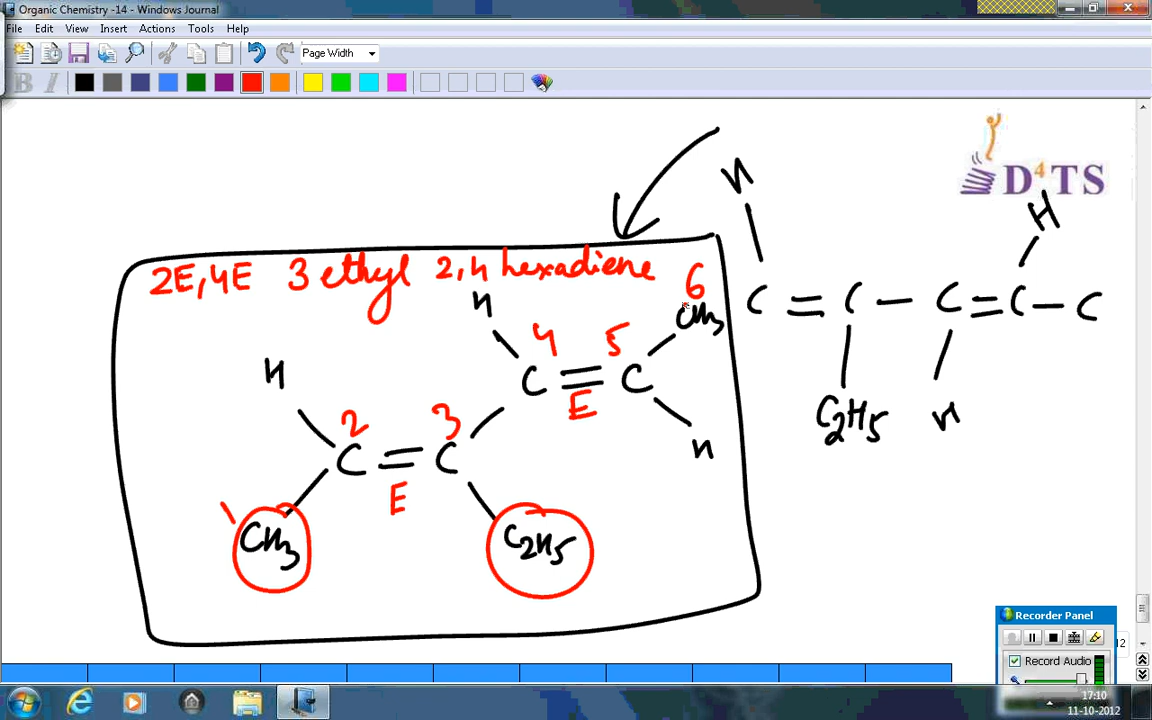 Organic Chemistry -14 - Windows Journal
File Edit View Insert Actions Tools Help
Page Width
B I
D4TS
H
H
2E,4E 3 ethyl 2,4 hexadiene 6
H CH3
C = C - C = C - C
4 5
C = C
E
H
2 3
C = C
C2H5 H
H
E
1
CH3 C2H5
Recorder Panel
12
Record Audio
17:10
11-10-2012